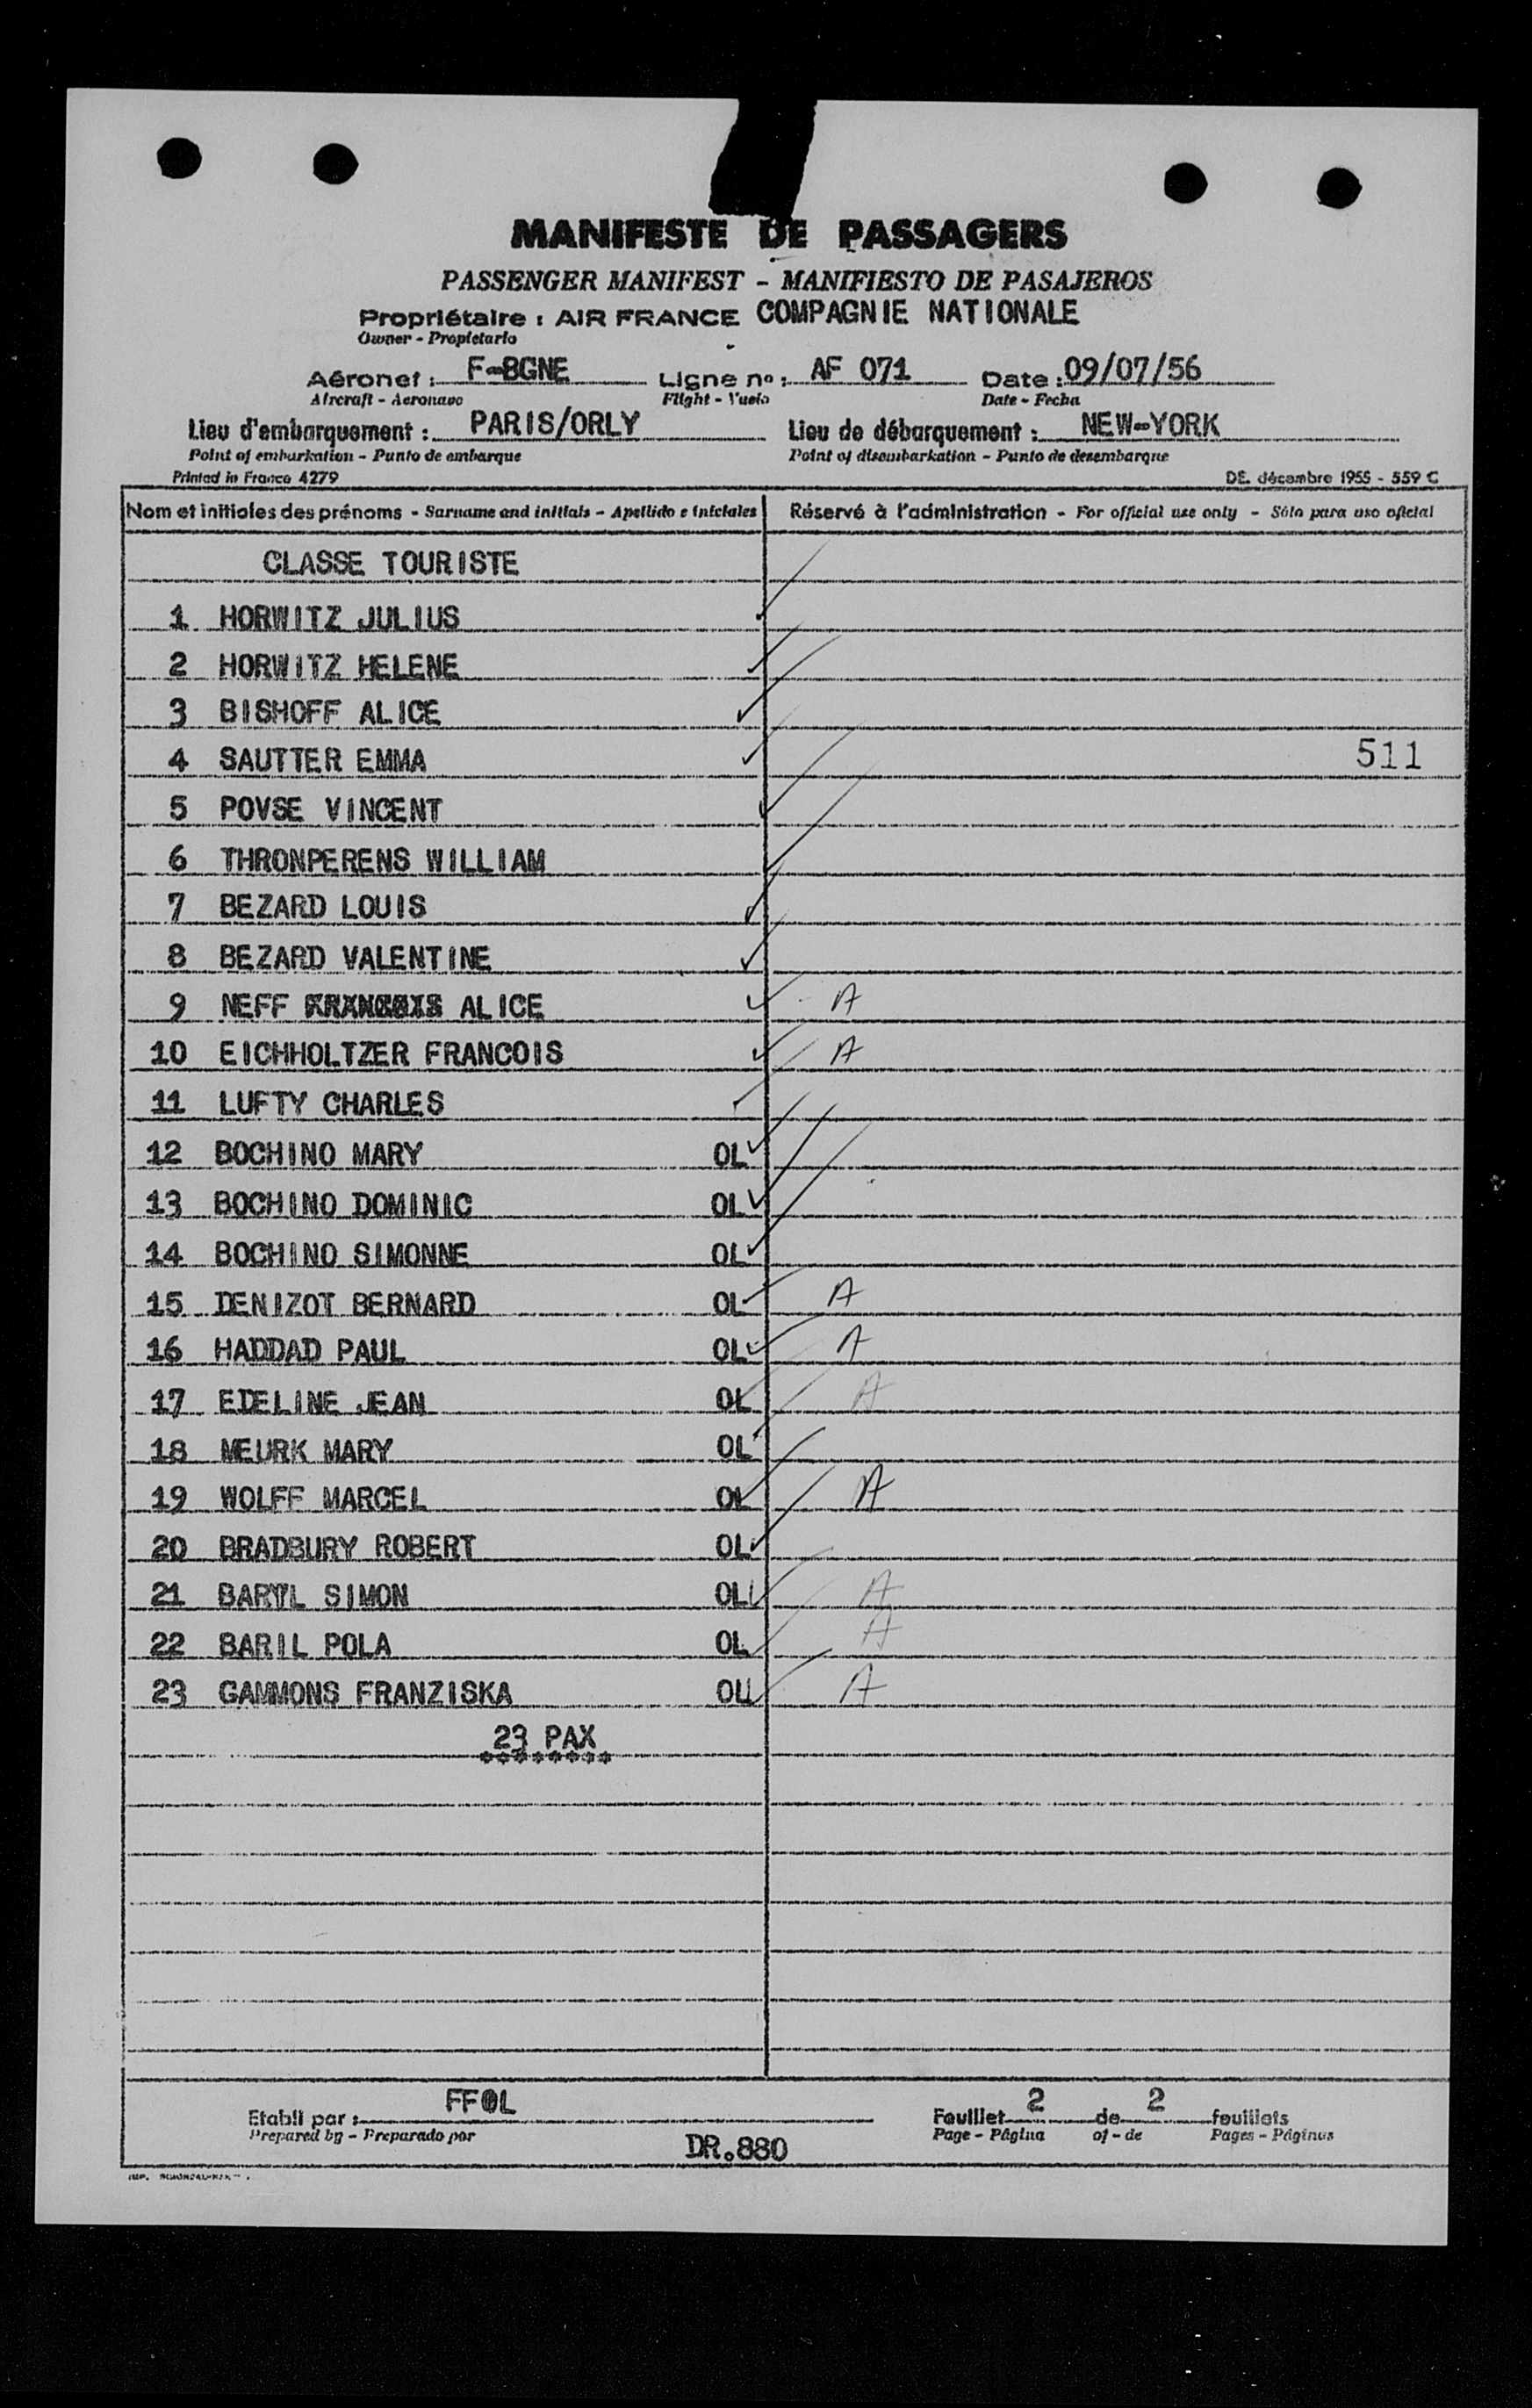 MANIFESTE DE PASSAGERS
PASSENGER MANIFEST - MANIFIESTO DE PASAJEROS
Propriétaire : AIR FRANCE COMPAGNIE NATIONALE
Owner - Propietario
Aéronef : F-BGNE Ligne nº : AF 071 Date : 09/07/56
Aircraft - Aeronave Flight - Vuelo Date - Fecha
Lieu d'embarquement : PARIS/ORLY Lieu de débarquement : NEW-YORK
Point of embarkation - Punto de embarque Point of disembarkation - Punto de desembarque
Printed in France 4279 DE. décembre 1955 - 559 C
Nom et initiales des prénoms - Surname and initials - Apellido e iniciales Réservé à l'administration - For official use only - Sólo para uso oficial
CLASSE TOURISTE
1 HORWITZ JULIUS
2 HORWITZ HELENE
3 BISHOFF ALICE
4 SAUTTER EMMA 511
5 POVSE VINCENT
6 THRONPERENS WILLIAM
7 BEZARD LOUIS
8 BEZARD VALENTINE
9 NEFF ALICE A
10 EICHHOLTZER FRANCOIS A
11 LUFTY CHARLES
12 BOCHINO MARY OL
13 BOCHINO DOMINIC OL
14 BOCHINO SIMONNE OL
15 DENIZOT BERNARD OL A
16 HADDAD PAUL OL A
17 EDELINE JEAN OL A
18 MEURK MARY OL
19 WOLFF MARCEL OL A
20 BRADBURY ROBERT OL
21 SIMON OL A
22 BARIL POLA OL A
23 GAMMONS FRANZISKA OL A
23 PAX
********
Etabli par : FFOL Feuillet 2 de 2 feuillets
Prepared by - Preparado por Page - Página of - de Pages - Páginas
DR.880